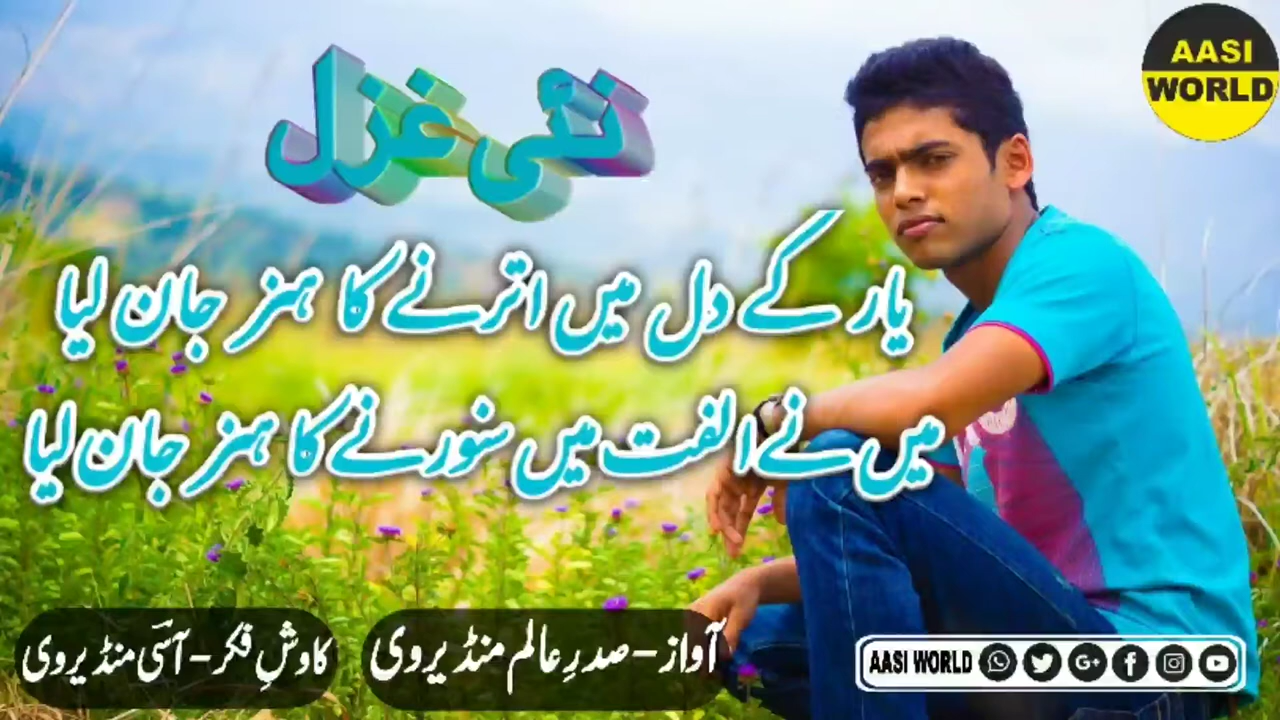 AASI
WORLD
نئی غزل
یار کے دل میں اترنے کا ہنر جان لیا
میں نے الفت میں سنورنے کا ہنر جان لیا
آواز - صدرِ عالم منڈیروی
کاوشِ فکر - آسیؔ منڈیروی
AASI WORLD